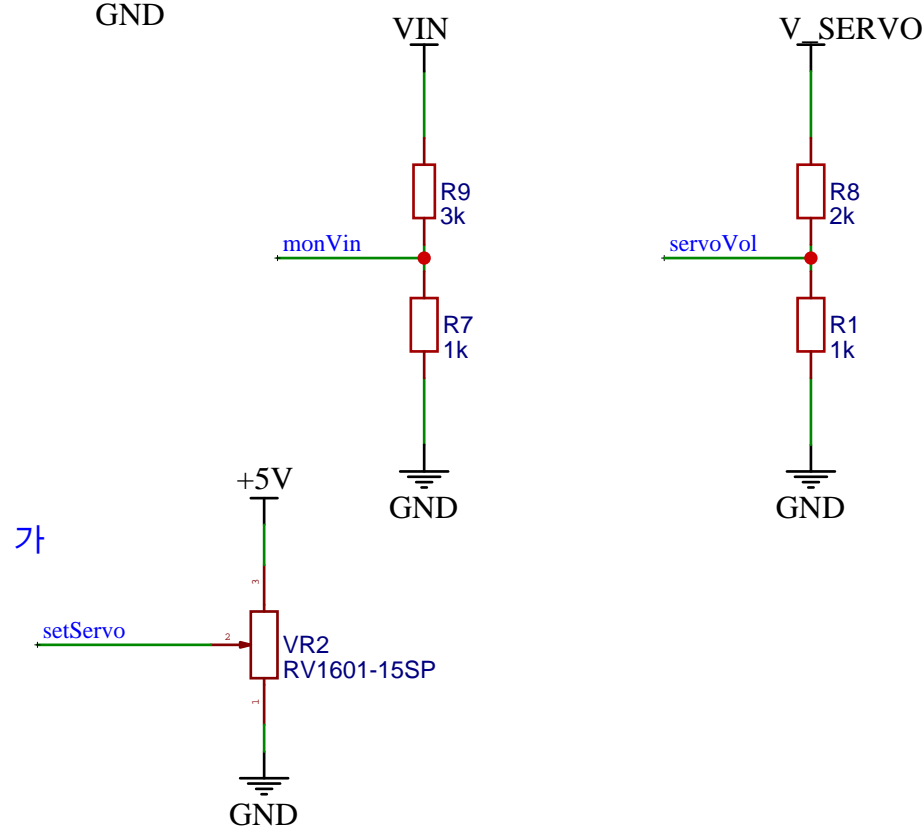 GND
VIN
V_SERVO
R9
3k
R8
2k
monVin
servoVol
R7
1k
R1
1k
GND
GND
+5V
가
3
setServo
2
VR2
RV1601-15SP
1
GND